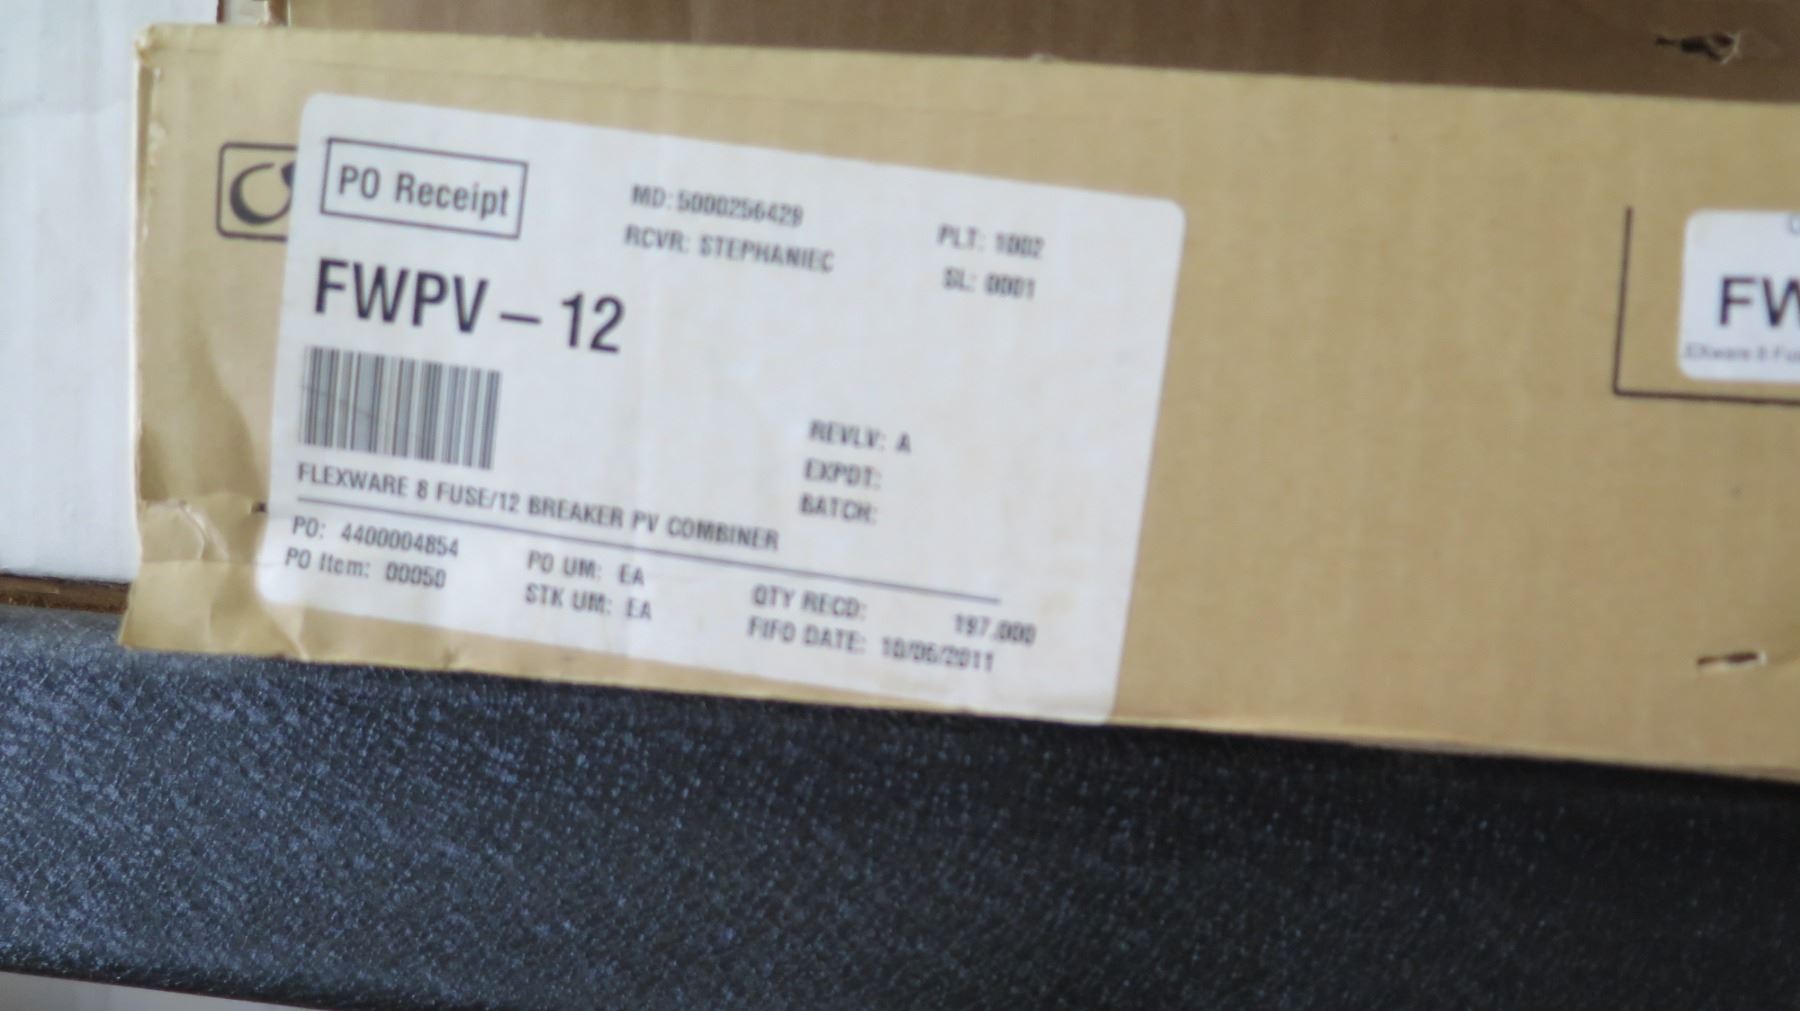 PO Receipt
MD: 5000256429
RCVR: STEPHANIEC
PLT: 1002
SL: 0001
FWPV – 12
REVLV: A
EXPDT:
BATCH:
FLEXWARE 8 FUSE/12 BREAKER PV COMBINER
PO: 4400004854
PO Item: 00050
PO UM: EA
STK UM: EA
QTY RECD: 197.000
FIFO DATE: 10/06/2011
FW